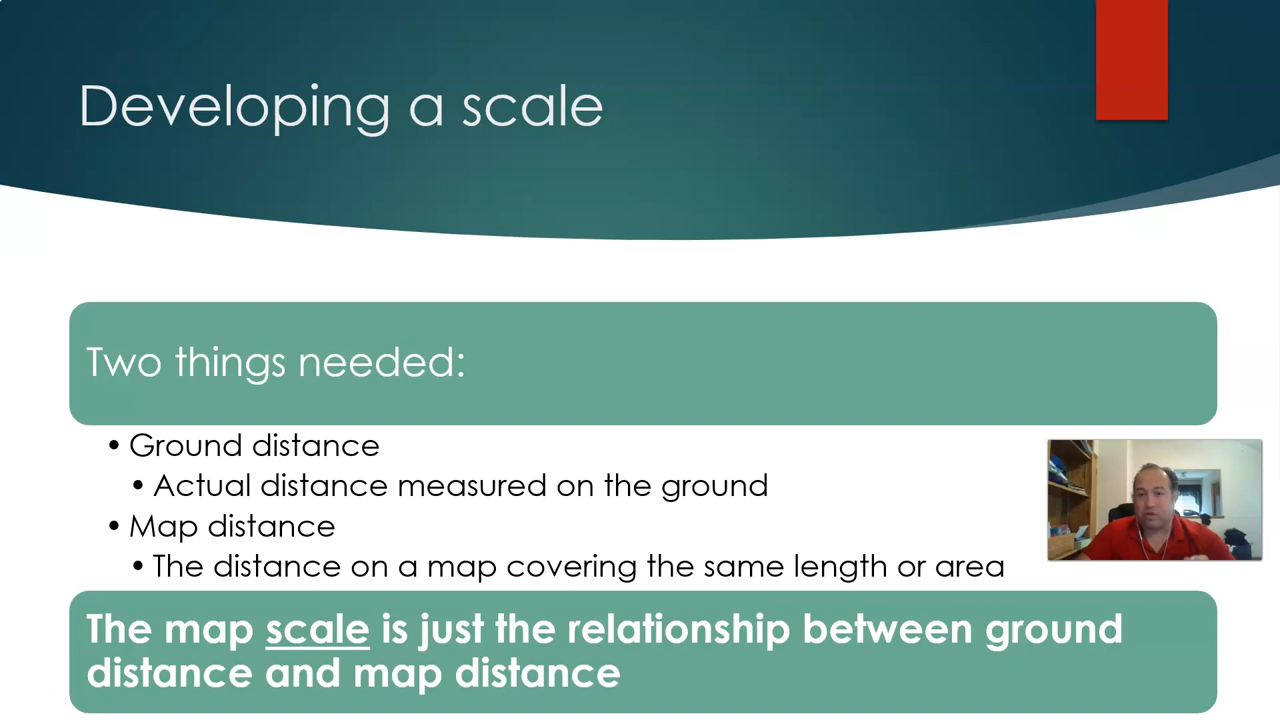 Developing a scale
Two things needed:
• Ground distance
• Actual distance measured on the ground
• Map distance
• The distance on a map covering the same length or area
The map scale is just the relationship between ground
distance and map distance